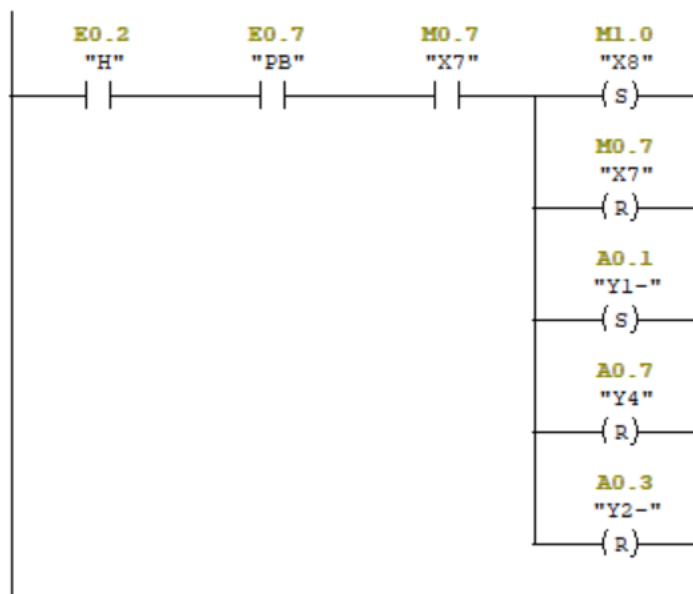 E0.2 E0.7 M0.7 M1.0
"H" "PB" "X7" "X8"
S
M0.7
"X7"
R
A0.1
"Y1-"
S
A0.7
"Y4"
R
A0.3
"Y2-"
R